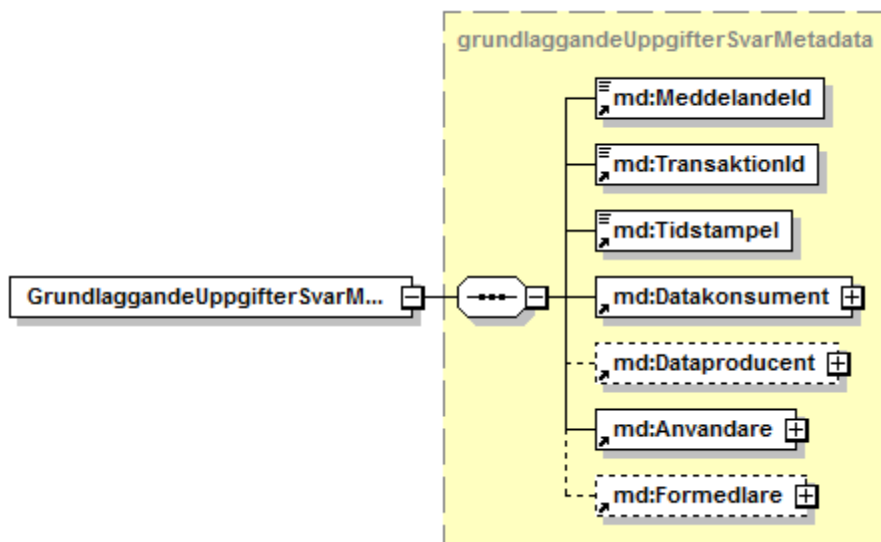 grundlaggandeUppgifterSvarMetadata
md:MeddelandeId
md:TransaktionId
md:Tidstampel
GrundlaggandeUppgifterSvarM...
md:Datakonsument
md:Dataproducent
md:Anvandare
md:Formedlare